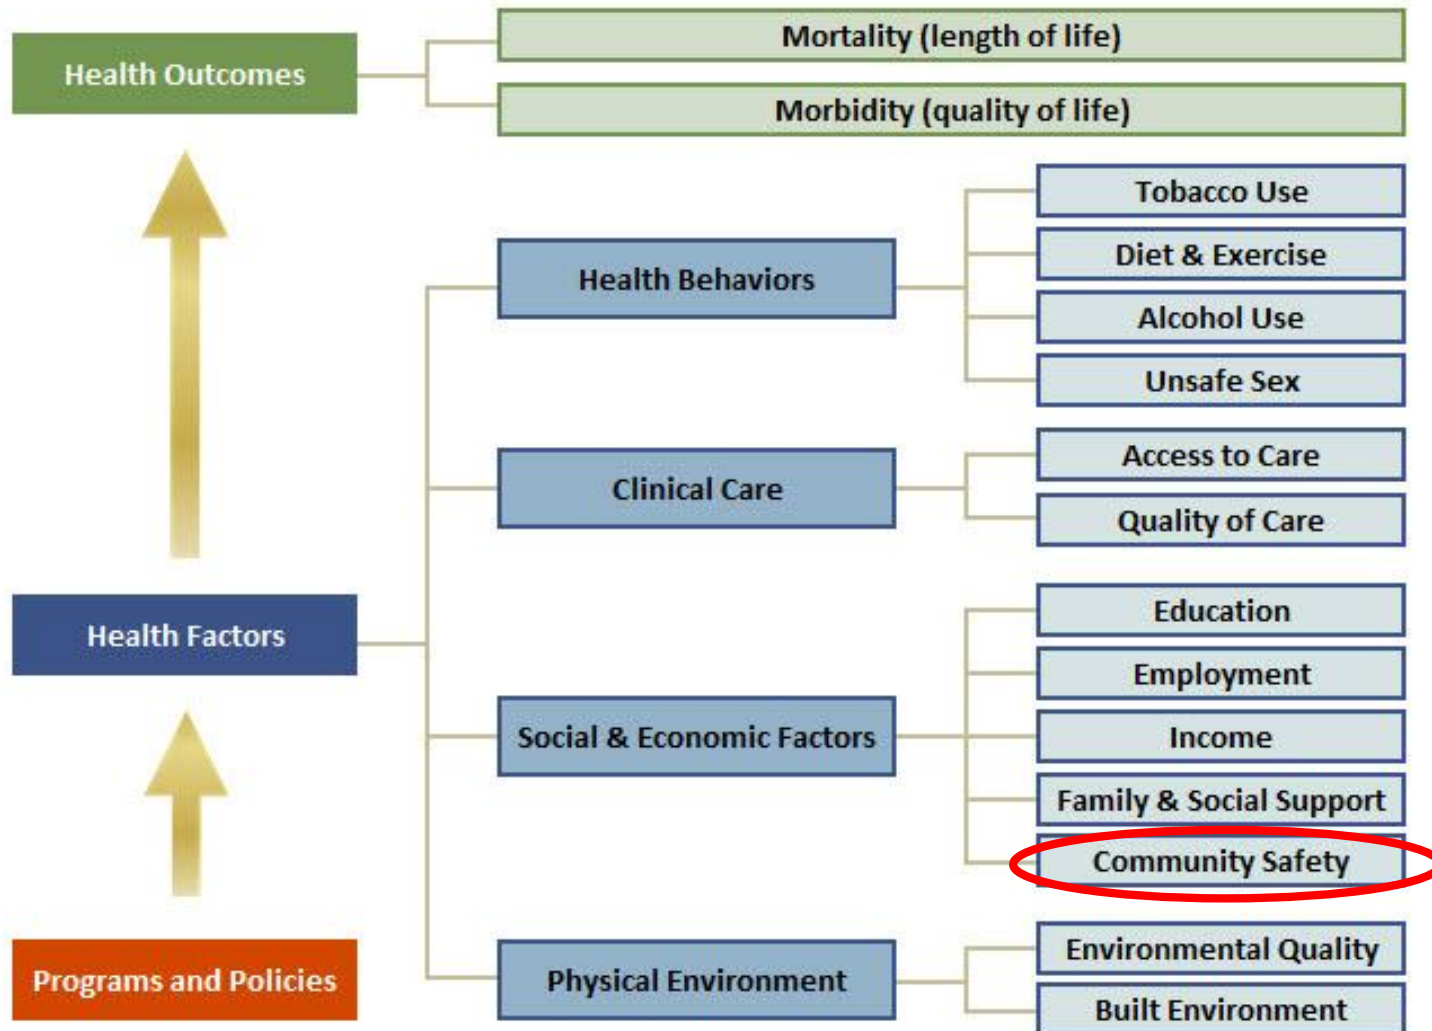 Health Outcomes
Mortality (length of life)
Morbidity (quality of life)
Health Factors
Health Behaviors
Tobacco Use
Diet & Exercise
Alcohol Use
Unsafe Sex
Clinical Care
Access to Care
Quality of Care
Social & Economic Factors
Education
Employment
Income
Family & Social Support
Community Safety
Physical Environment
Environmental Quality
Built Environment
Programs and Policies